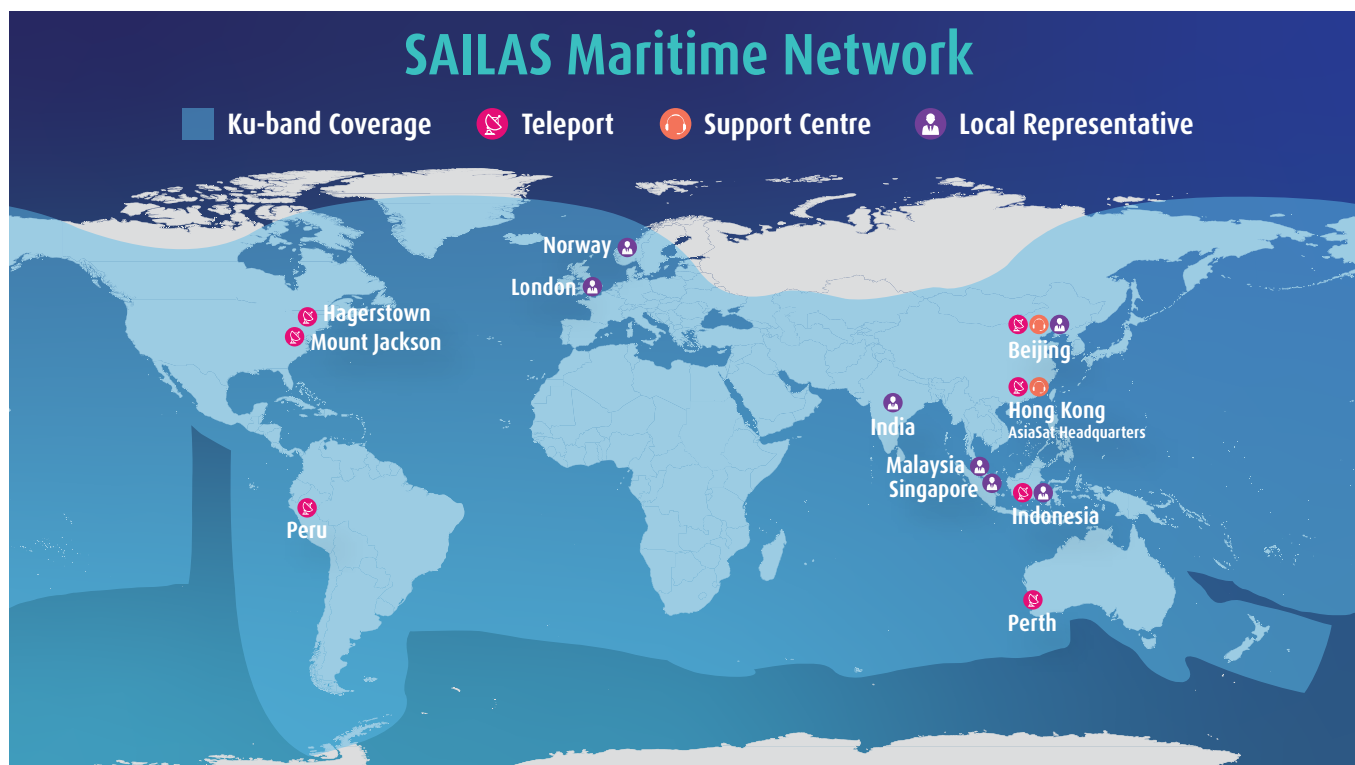 SAILAS Maritime Network
Ku-band Coverage
Teleport
Support Centre
Local Representative
Norway
London
Hagerstown
Mount Jackson
Beijing
Hong Kong
AsiaSat Headquarters
India
Malaysia
Singapore
Indonesia
Peru
Perth